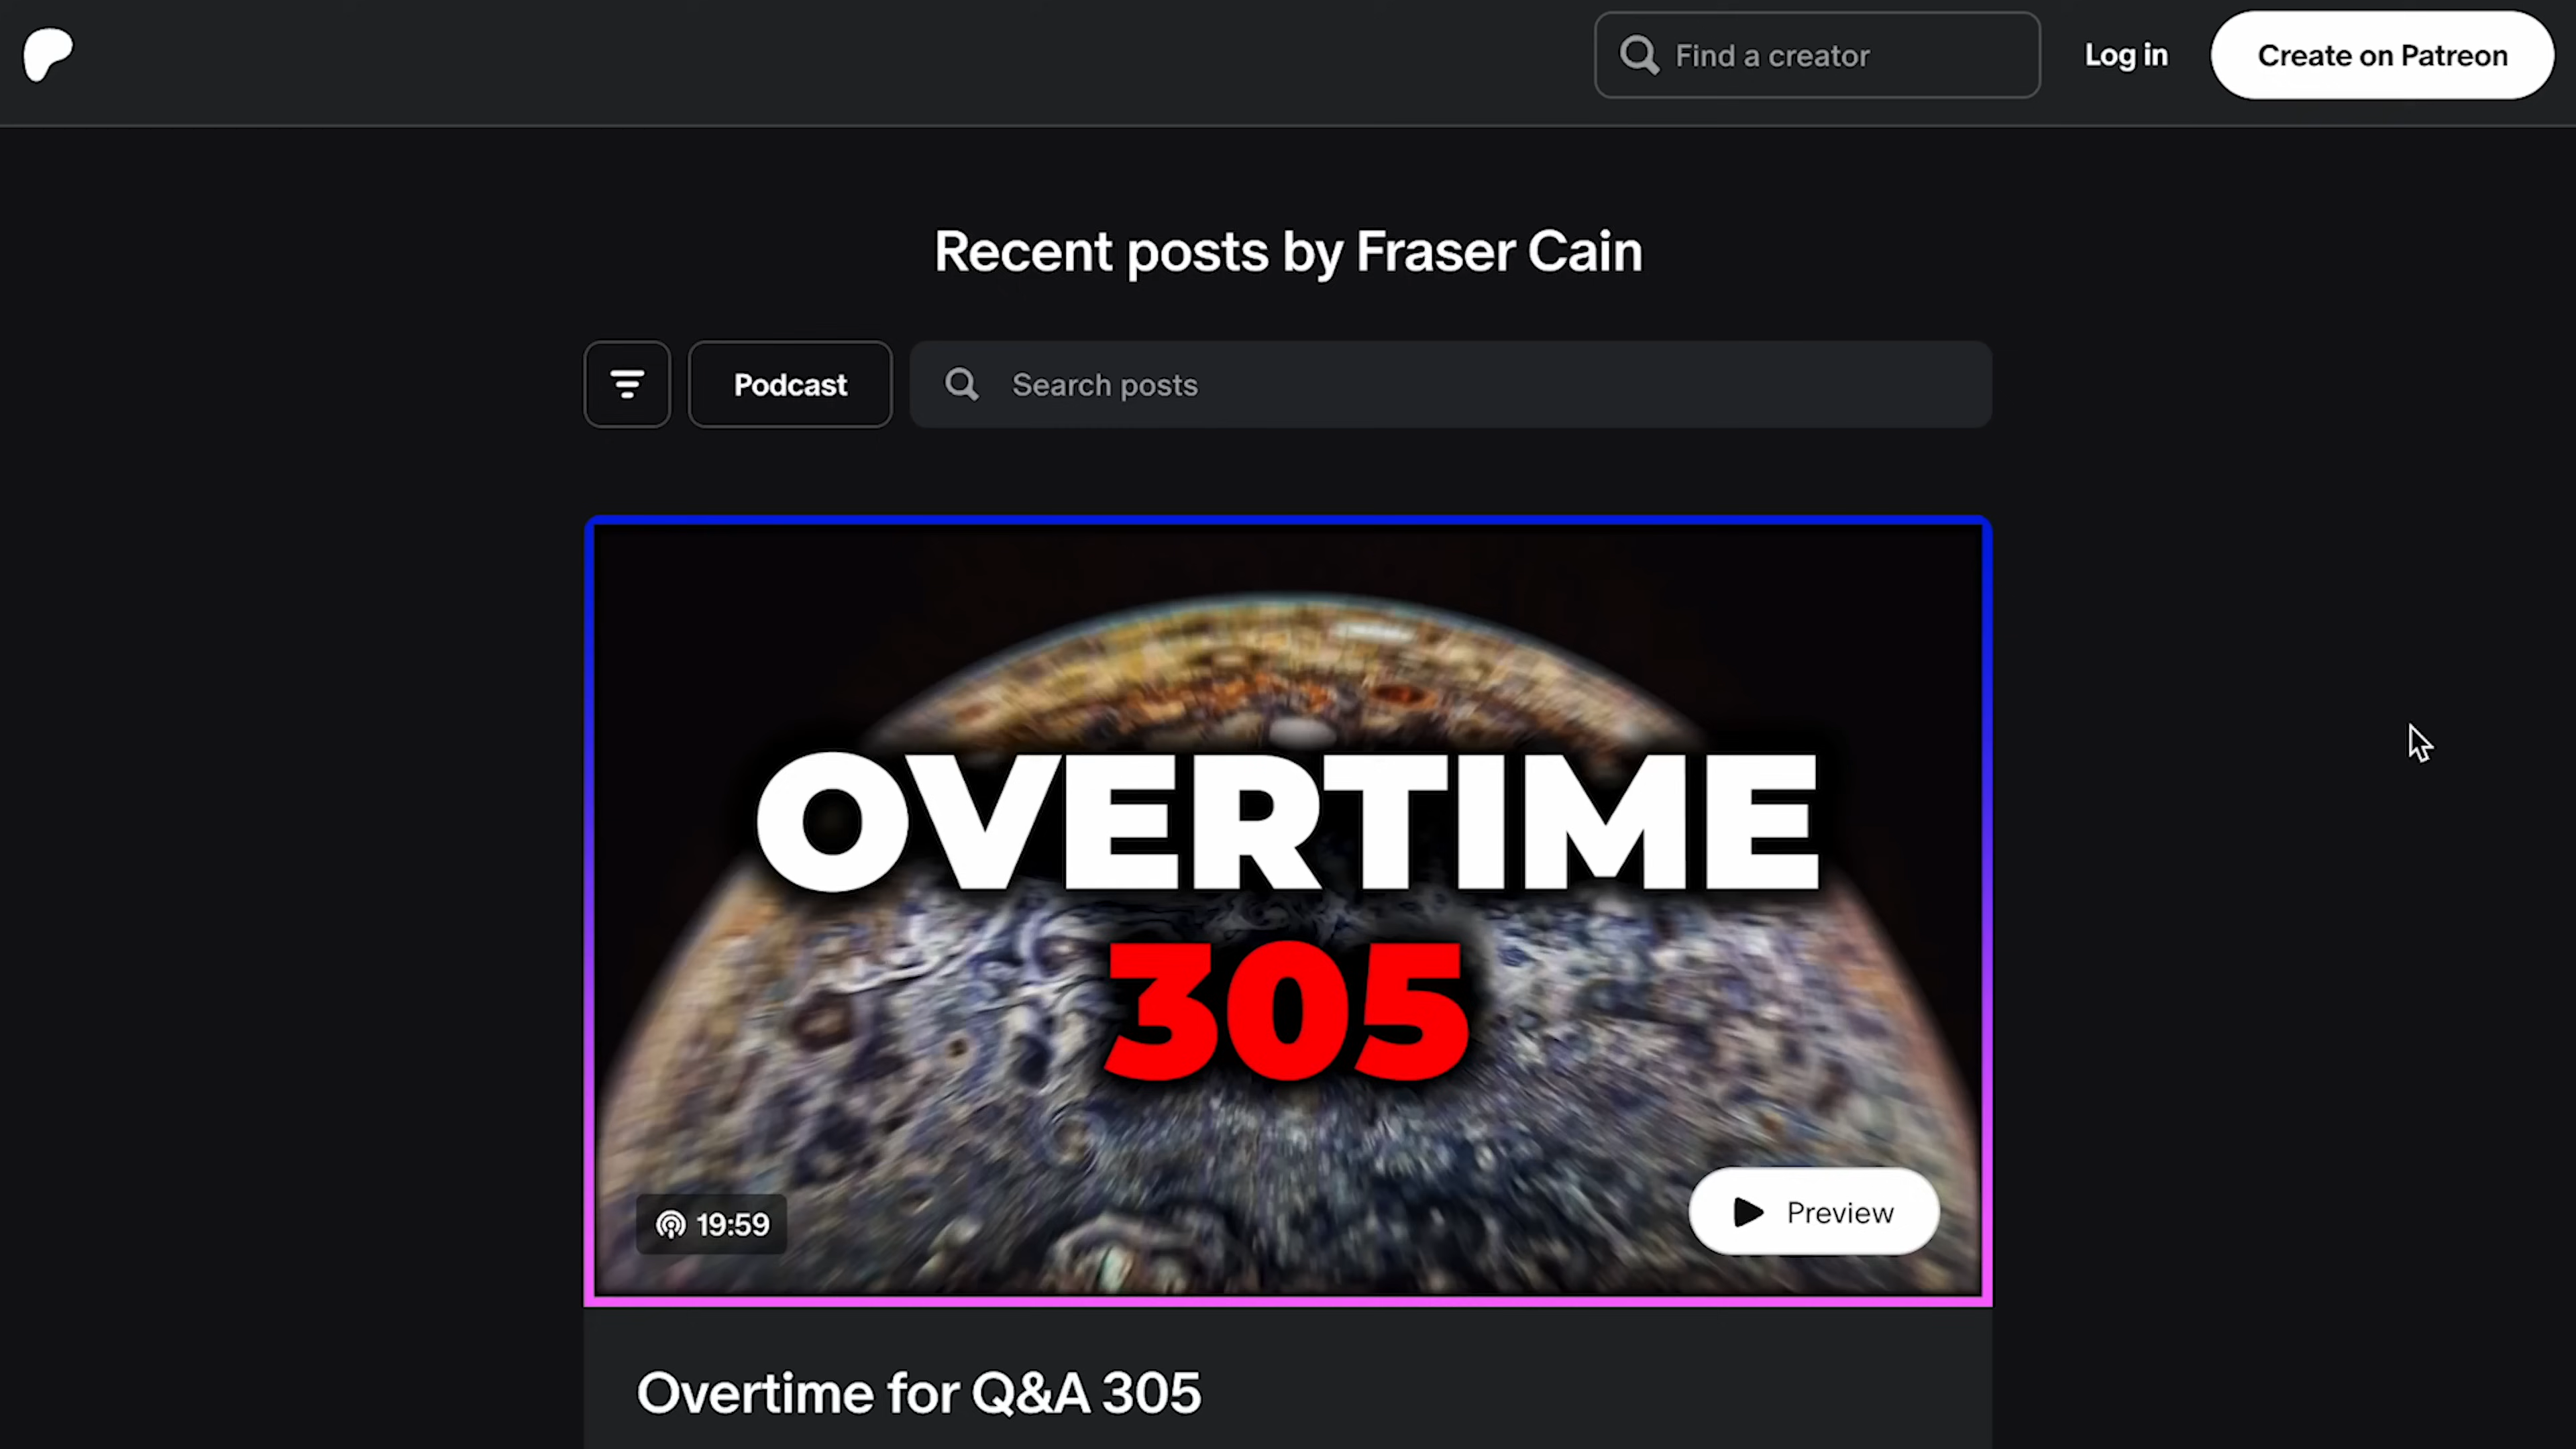 Find a creator
Log in
Create on Patreon
Recent posts by Fraser Cain
Podcast
Search posts
OVERTIME
305
19:59
Preview
Overtime for Q&A 305